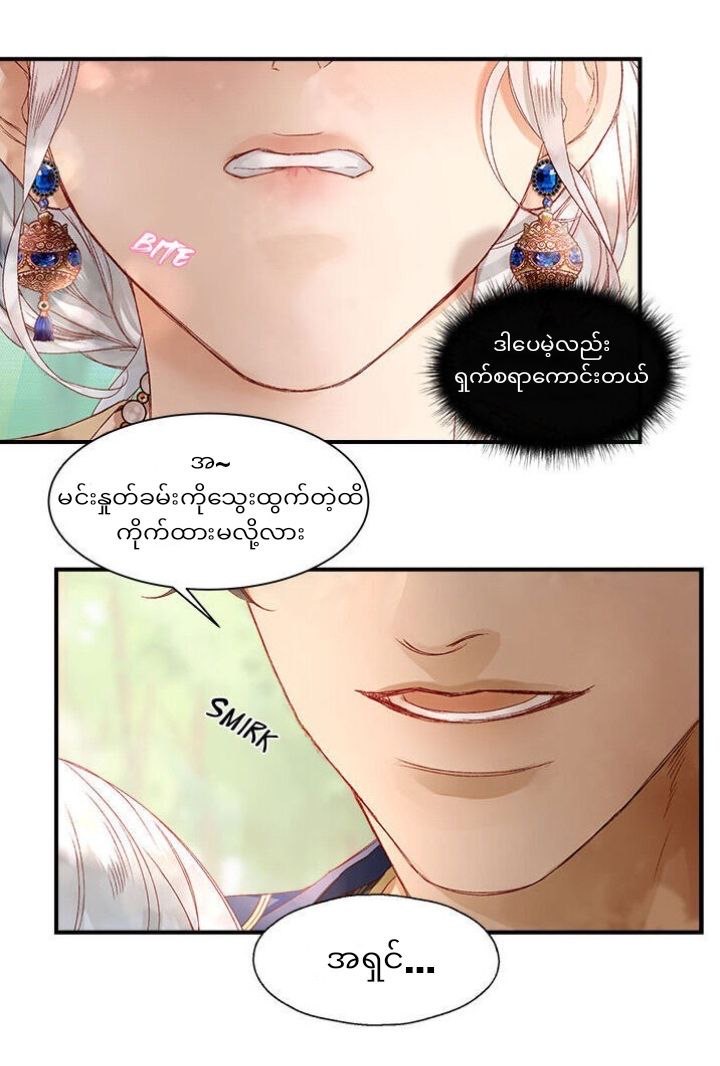 BITE
ဒါပေမဲ့လည်း
ရှက်စရာကောင်းတယ်
အ~
မင်းနှုတ်ခမ်းကိုသွေးထွက်တဲ့ထိ
ကိုက်ထားမလို့လား
SMIRK
အရှင်...